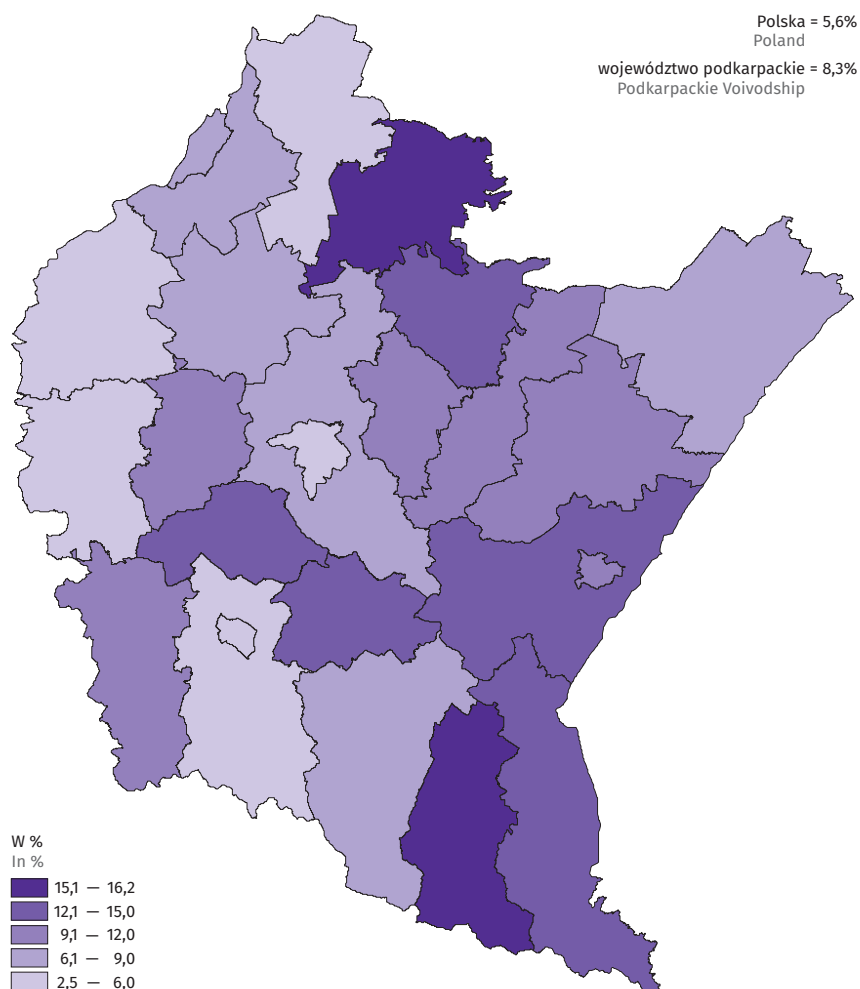 Polska = 5,6%
Poland
województwo podkarpackie = 8,3%
Podkarpackie Voivodship
W %
In %
15,1 — 16,2
12,1 — 15,0
9,1 — 12,0
6,1 — 9,0
2,5 — 6,0